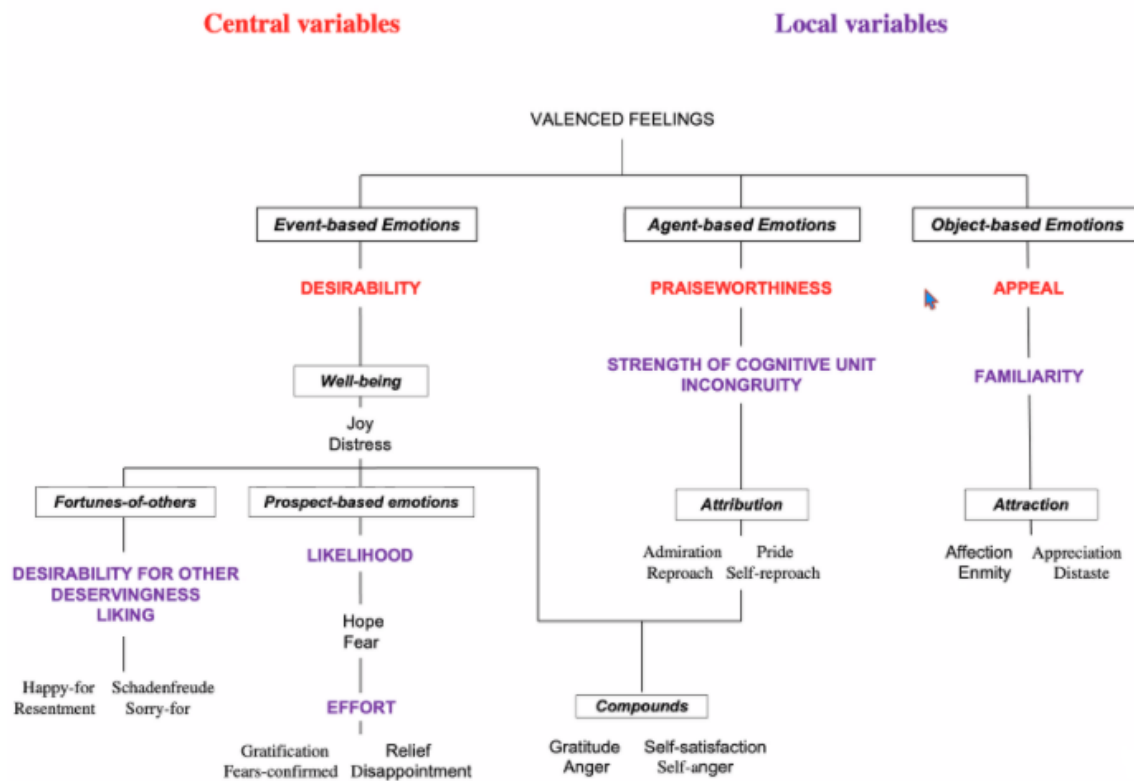 Central variables
Local variables
VALENCED FEELINGS
Event-based Emotions
Agent-based Emotions
Object-based Emotions
DESIRABILITY
PRAISEWORTHINESS
APPEAL
STRENGTH OF COGNITIVE UNIT
INCONGRUITY
FAMILIARITY
Well-being
Joy
Distress
Fortunes-of-others
Prospect-based emotions
Attribution
Attraction
DESIRABILITY FOR OTHER
DESERVINGNESS
LIKING
LIKELIHOOD
Admiration Pride
Reproach Self-reproach
Affection Appreciation
Enmity Distaste
Hope
Fear
Happy-for Schadenfreude
Resentment Sorry-for
EFFORT
Compounds
Gratification Relief
Fears-confirmed Disappointment
Gratitude Self-satisfaction
Anger Self-anger